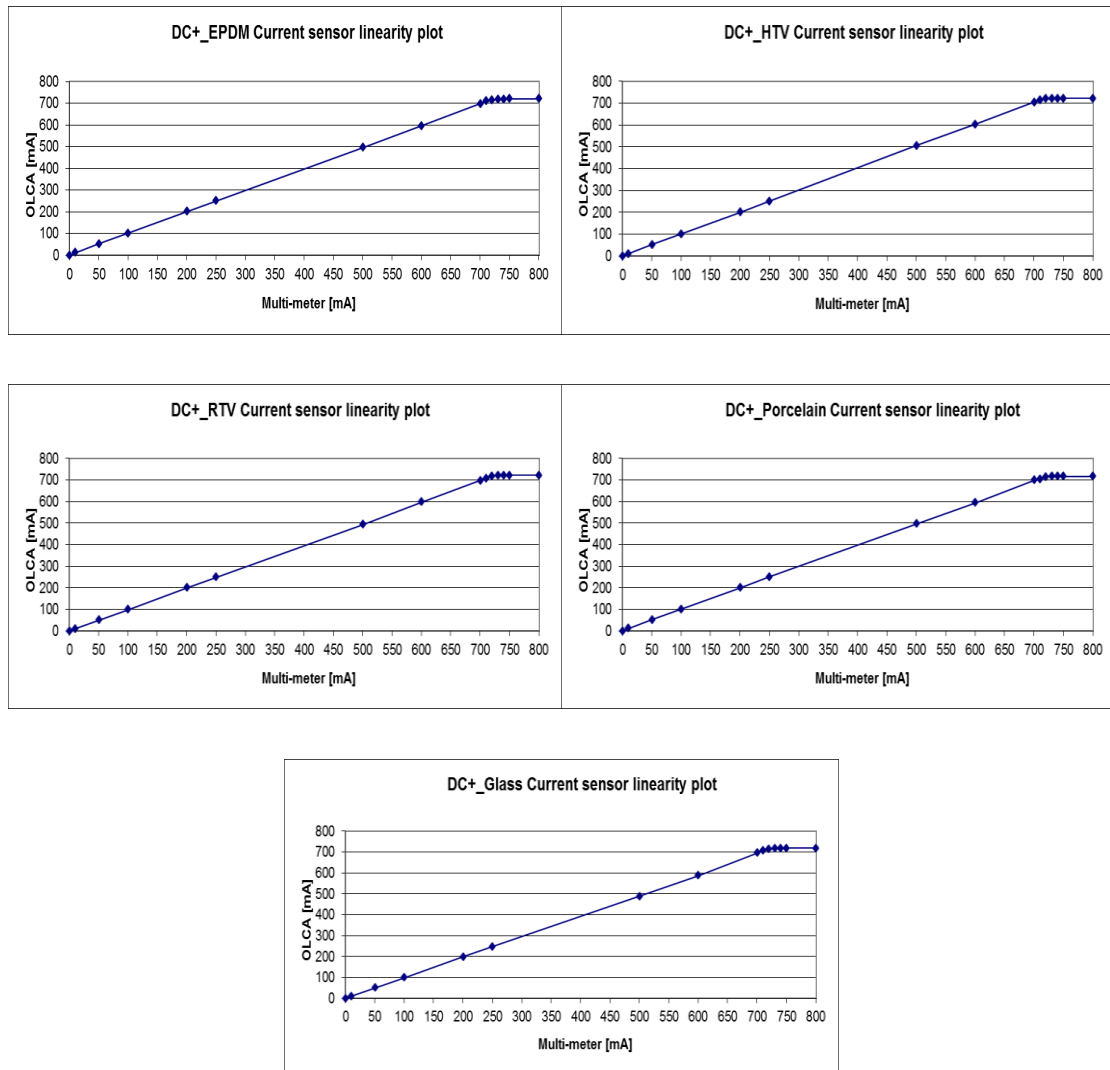 DC+_EPDM Current sensor linearity plot
800
700
600
500
400
300
200
100
0
OLCA [mA]
0 50 100 150 200 250 300 350 400 450 500 550 600 650 700 750 800
Multi-meter [mA]
DC+_HTV Current sensor linearity plot
800
700
600
500
400
300
200
100
0
OLCA [mA]
0 50 100 150 200 250 300 350 400 450 500 550 600 650 700 750 800
Multi-meter [mA]
DC+_RTV Current sensor linearity plot
800
700
600
500
400
300
200
100
0
OLCA [mA]
0 50 100 150 200 250 300 350 400 450 500 550 600 650 700 750 800
Multi-meter [mA]
DC+_Porcelain Current sensor linearity plot
800
700
600
500
400
300
200
100
0
OLCA [mA]
0 50 100 150 200 250 300 350 400 450 500 550 600 650 700 750 800
Multi-meter [mA]
DC+_Glass Current sensor linearity plot
800
700
600
500
400
300
200
100
0
OLCA [mA]
0 50 100 150 200 250 300 350 400 450 500 550 600 650 700 750 800
Multi-meter [mA]